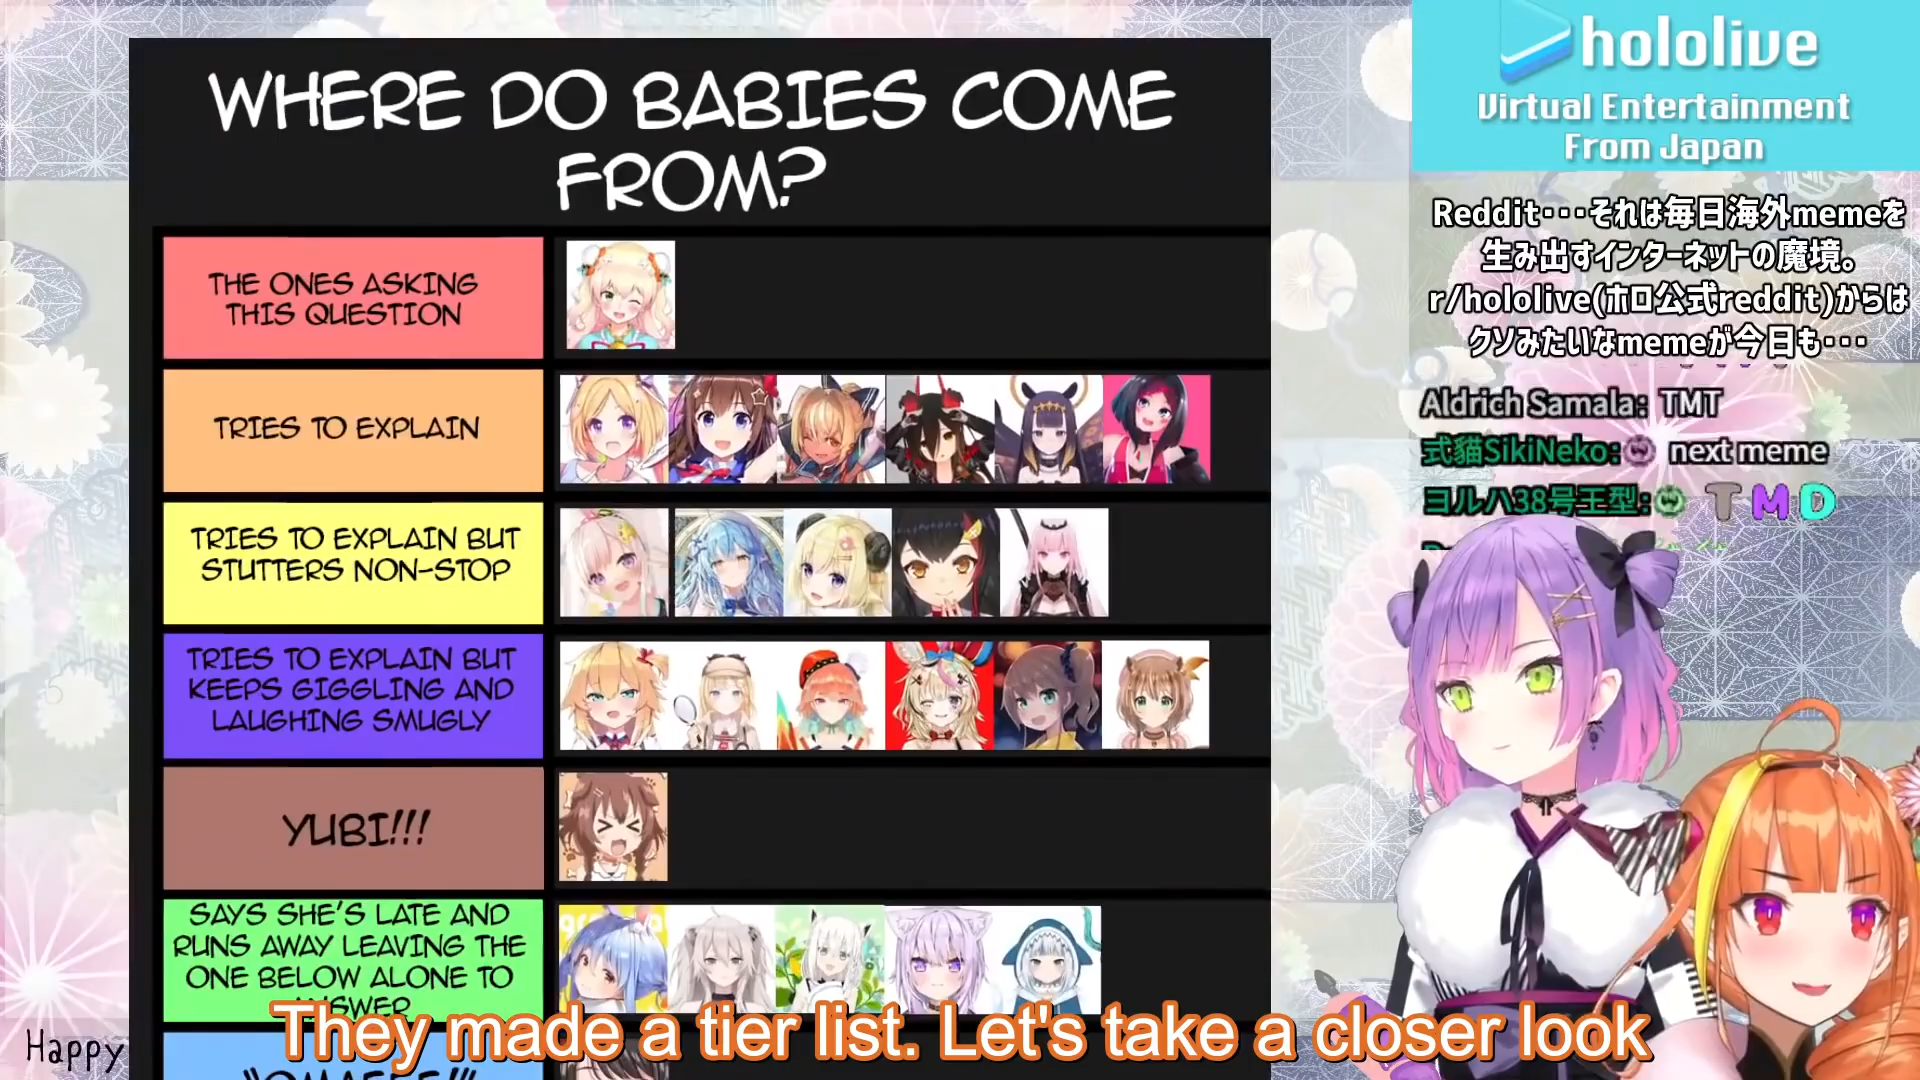 WHERE DO BABIES COME
FROM?
THE ONES ASKING
THIS QUESTION
TRIES TO EXPLAIN
TRIES TO EXPLAIN BUT
STUTTERS NON-STOP
TRIES TO EXPLAIN BUT
KEEPS GIGGLING AND
LAUGHING SMUGLY
YUBI!!!
SAYS SHE'S LATE AND
RUNS AWAY LEAVING THE
ONE BELOW ALONE TO
ANSWER
hololive
Virtual Entertainment
From Japan
Reddit･･･それは毎日海外memeを
生み出すインターネットの魔境。
r/hololive(ホロ公式reddit)からは
クソみたいなmemeが今日も･･･
Aldrich Samala: TMT
式貓SikiNeko: next meme
ヨルハ38号王型: TMD
They made a tier list. Let's take a closer look
Happy